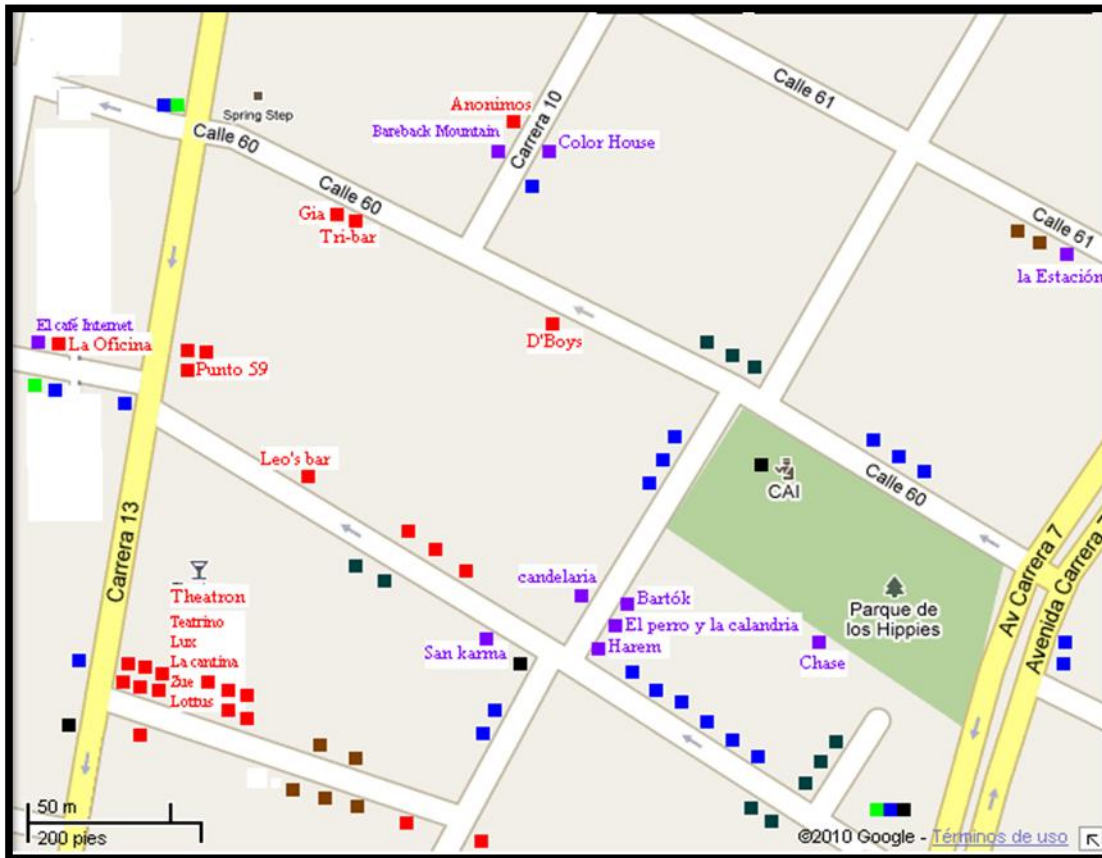 Calle 61
Spring Step
Anonimos
Bareback Mountain
Carrera 10
Color House
Calle 60
Calle 60
Gia
Tri-bar
Calle 61
la Estación
El café Internet
La Oficina
Punto 59
D'Boys
Leo's bar
CAI
Calle 60
Carrera 13
Theatron
Teatrino
Lux
La cantina
Zue
Lottus
candelaria
Bartók
El perro y la calandria
Harem
San karma
Chase
Parque de
los Hippies
Av Carrera 7
Avenida Carrera 7
50 m
200 pies
©2010 Google - Términos de uso